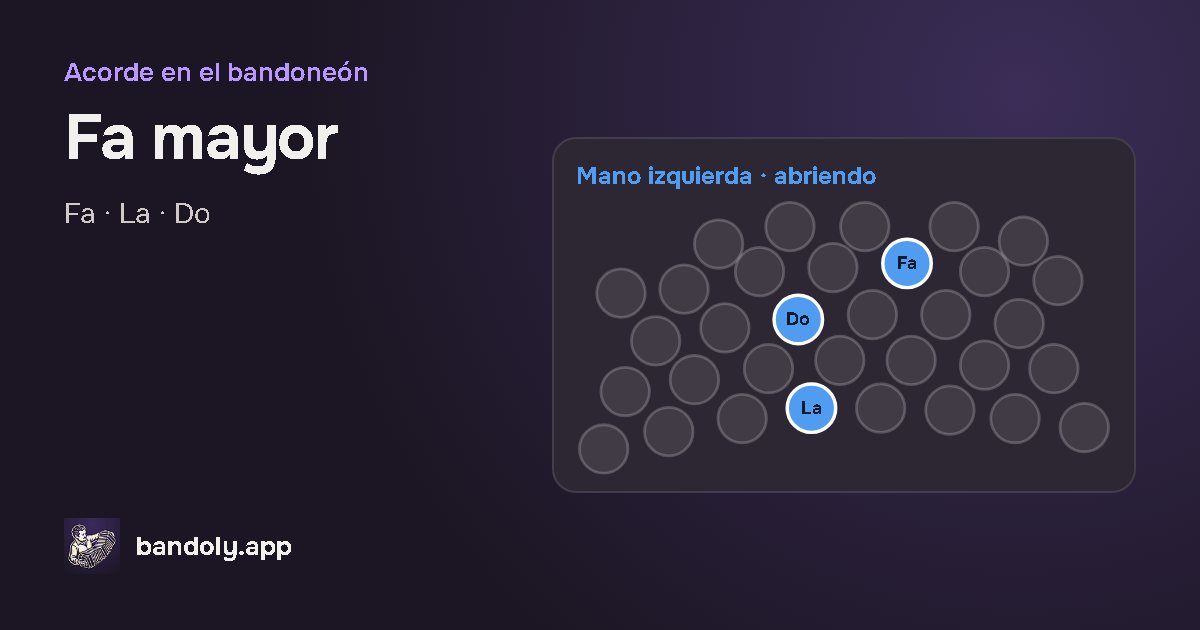 Acorde en el bandoneón
Fa mayor
Fa · La · Do
Mano izquierda · abriendo
Fa
Do
La
bandoly.app